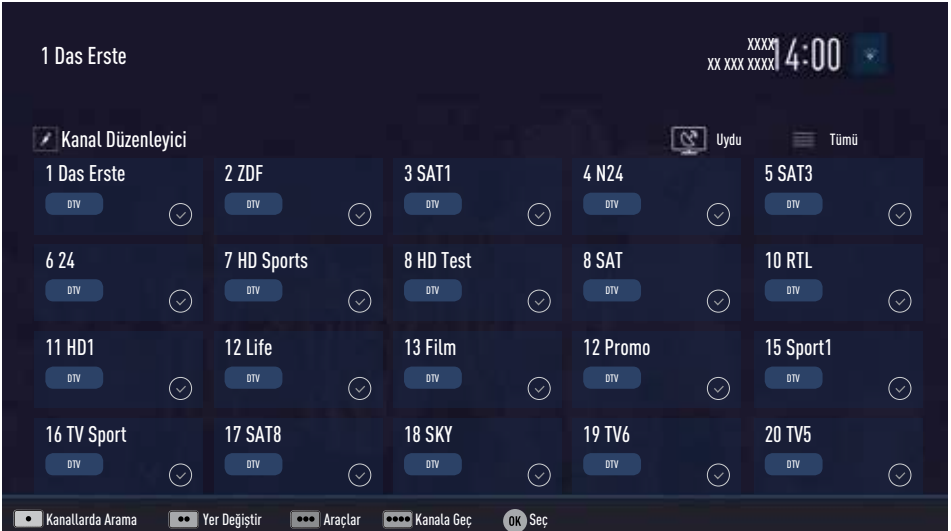 1 Das Erste
XXXX
XX XXX XXXX
14:00
Kanal Düzenleyici
Uydu
Tümü
1 Das Erste
DTV
2 ZDF
DTV
3 SAT1
DTV
4 N24
DTV
5 SAT3
DTV
6 24
DTV
7 HD Sports
DTV
8 HD Test
DTV
8 SAT
DTV
10 RTL
DTV
11 HD1
DTV
12 Life
DTV
13 Film
DTV
12 Promo
DTV
15 Sport1
DTV
16 TV Sport
DTV
17 SAT8
DTV
18 SKY
DTV
19 TV6
DTV
20 TV5
DTV
Kanallarda Arama
Yer Değiştir
Araçlar
Kanala Geç
OK Seç